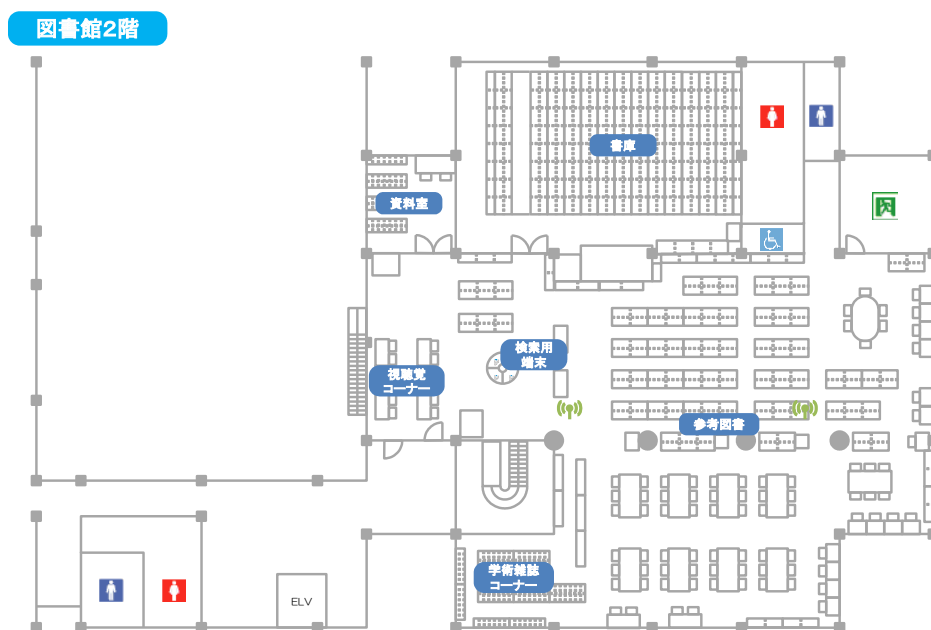 図書館2階
書庫
資料室
検索用
端末
視聴覚
コーナー
参考図書
学術雑誌
コーナー
ELV